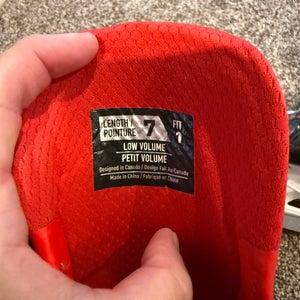 LENGTH / POINTURE 7 FIT 1
LOW VOLUME
PETIT VOLUME
Designed in Canada / Design Fait Au Canada
Made in China / Fabriqué en Chine